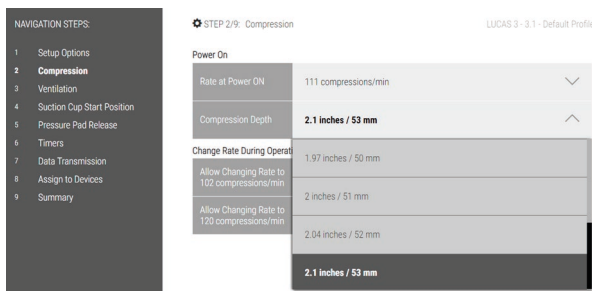 NAVIGATION STEPS:
1 Setup Options
2 Compression
3 Ventilation
4 Suction Cup Start Position
5 Pressure Pad Release
6 Timers
7 Data Transmission
8 Assign to Devices
9 Summary
STEP 2/9: Compression
LUCAS 3 - 3.1 - Default Profile
Power On
Rate at Power ON
111 compressions/min
Compression Depth
2.1 inches / 53 mm
Change Rate During Operati
Allow Changing Rate to
102 compressions/min
Allow Changing Rate to
120 compressions/min
1.97 inches / 50 mm
2 inches / 51 mm
2.04 inches / 52 mm
2.1 inches / 53 mm